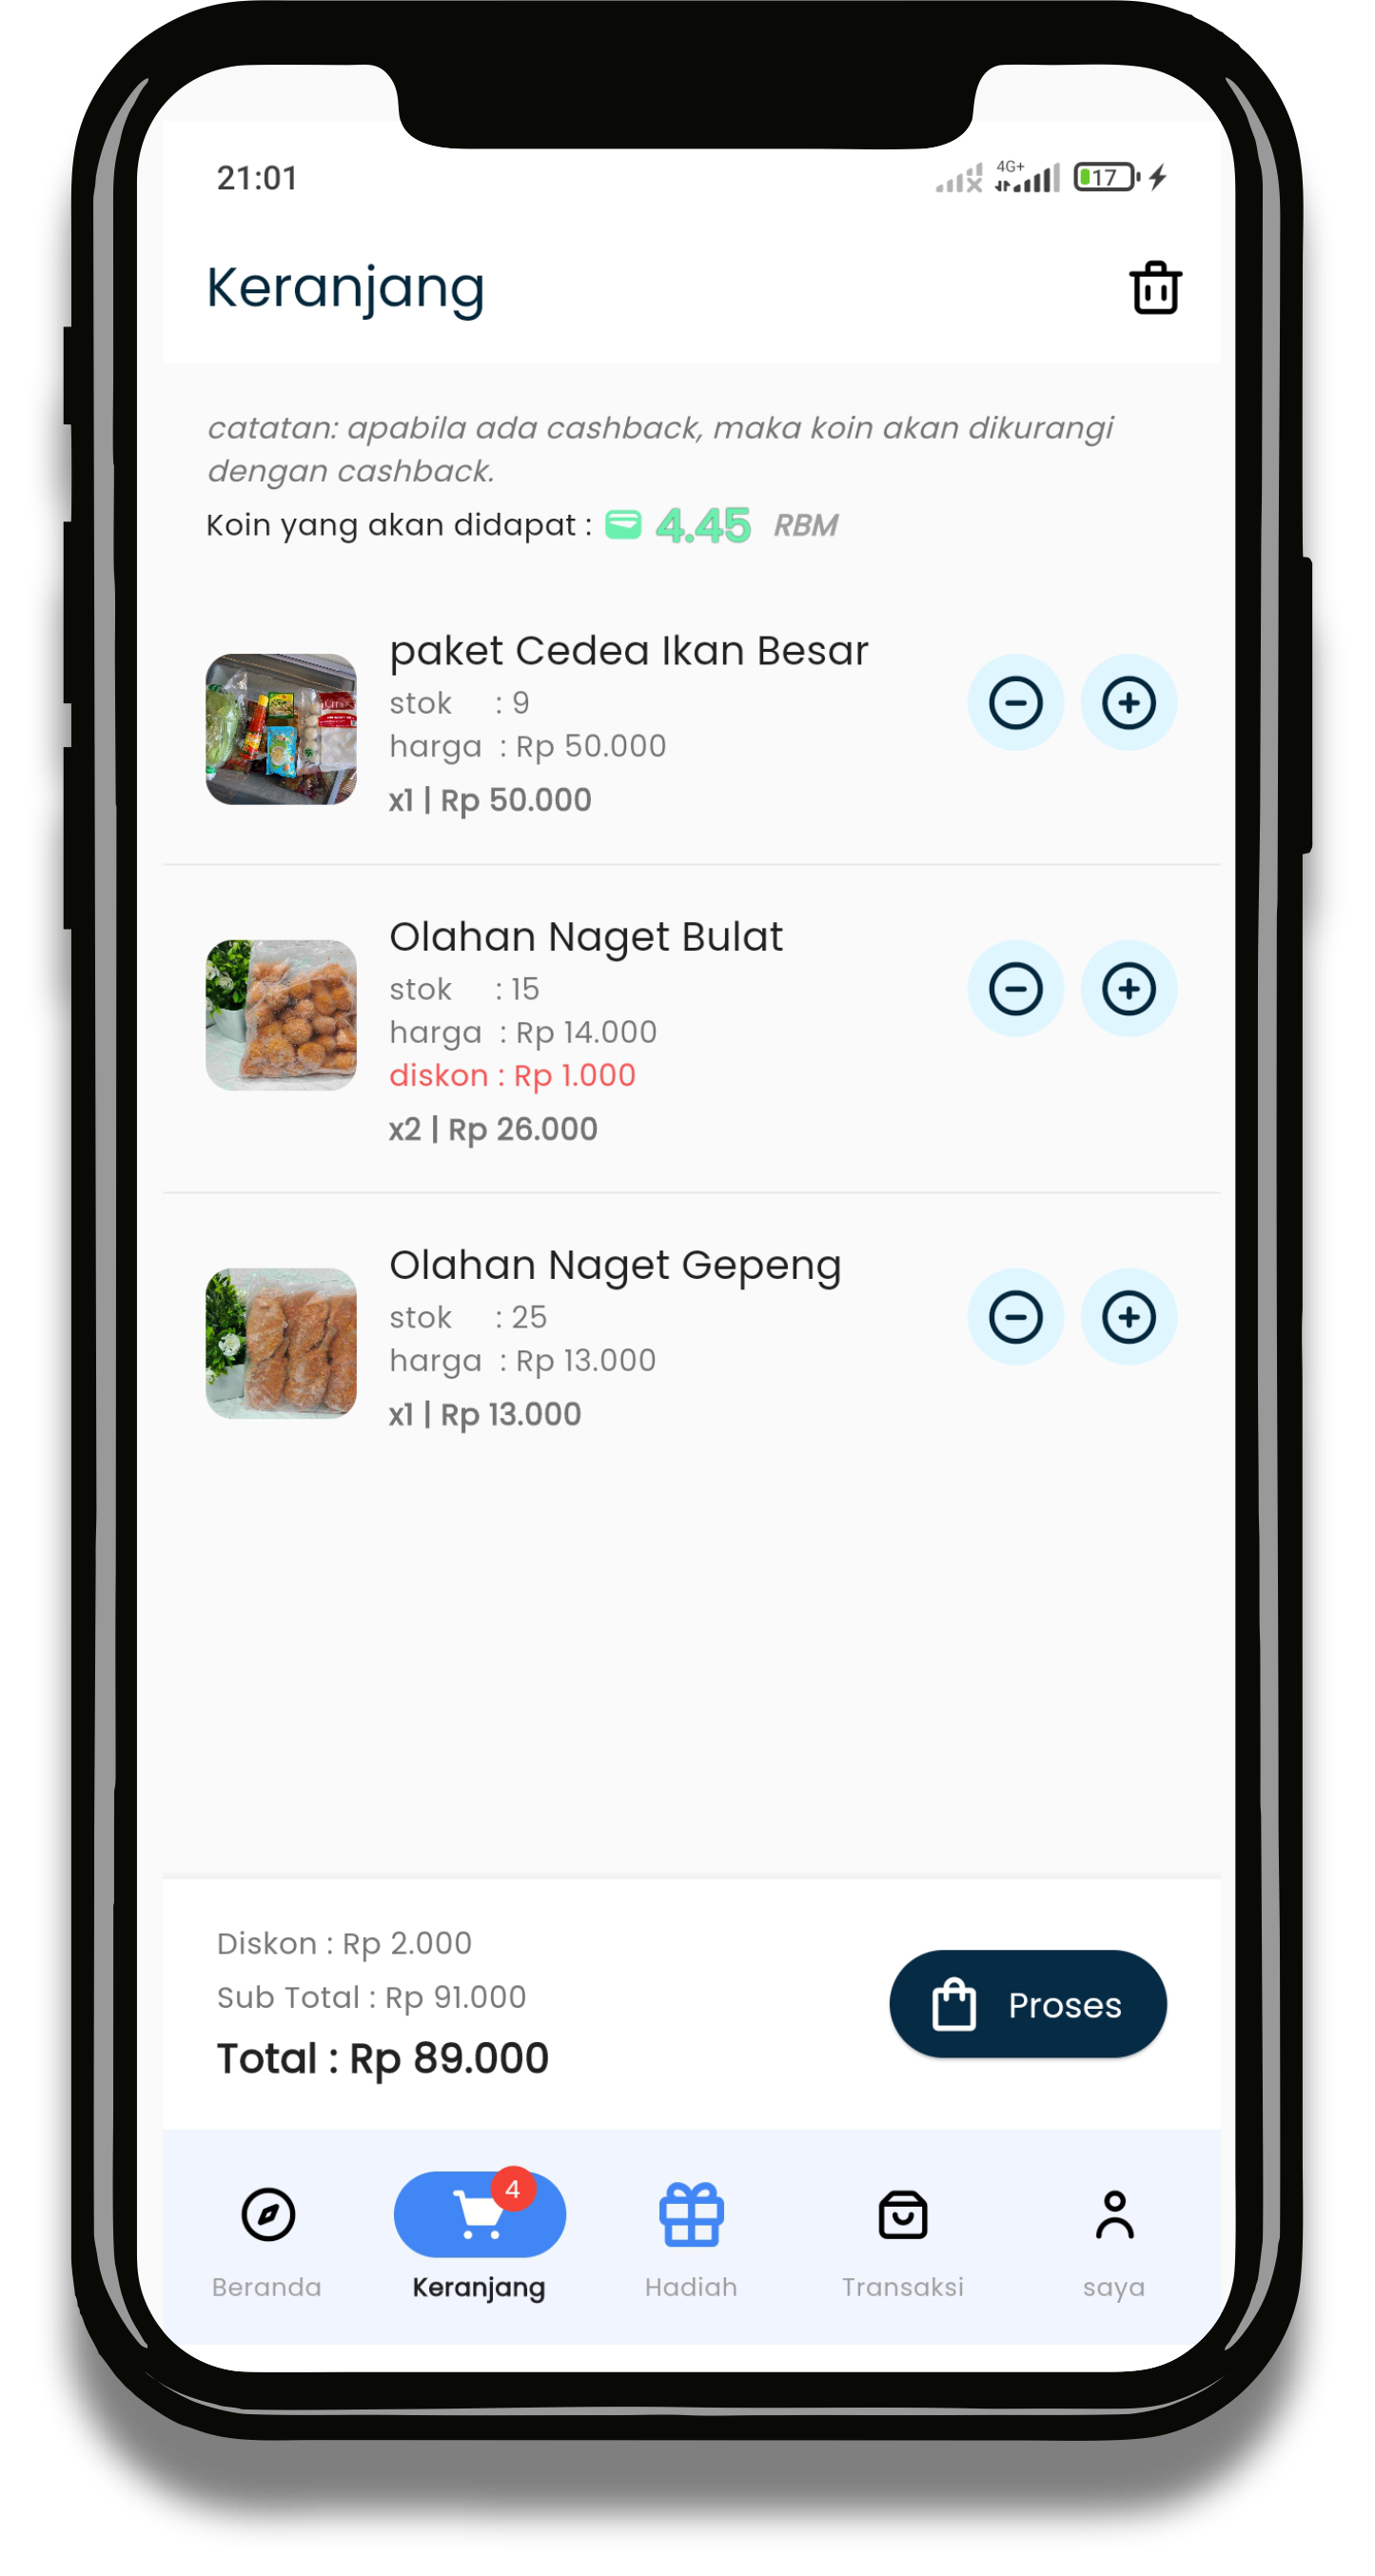 21:01
4G+
17
Keranjang
catatan: apabila ada cashback, maka koin akan dikurangi
dengan cashback.
Koin yang akan didapat : 4.45 RBM
paket Cedea Ikan Besar
stok : 9
harga : Rp 50.000
x1 | Rp 50.000
Olahan Naget Bulat
stok : 15
harga : Rp 14.000
diskon : Rp 1.000
x2 | Rp 26.000
Olahan Naget Gepeng
stok : 25
harga : Rp 13.000
x1 | Rp 13.000
Diskon : Rp 2.000
Sub Total : Rp 91.000
Total : Rp 89.000
Proses
4
Beranda
Keranjang
Hadiah
Transaksi
saya